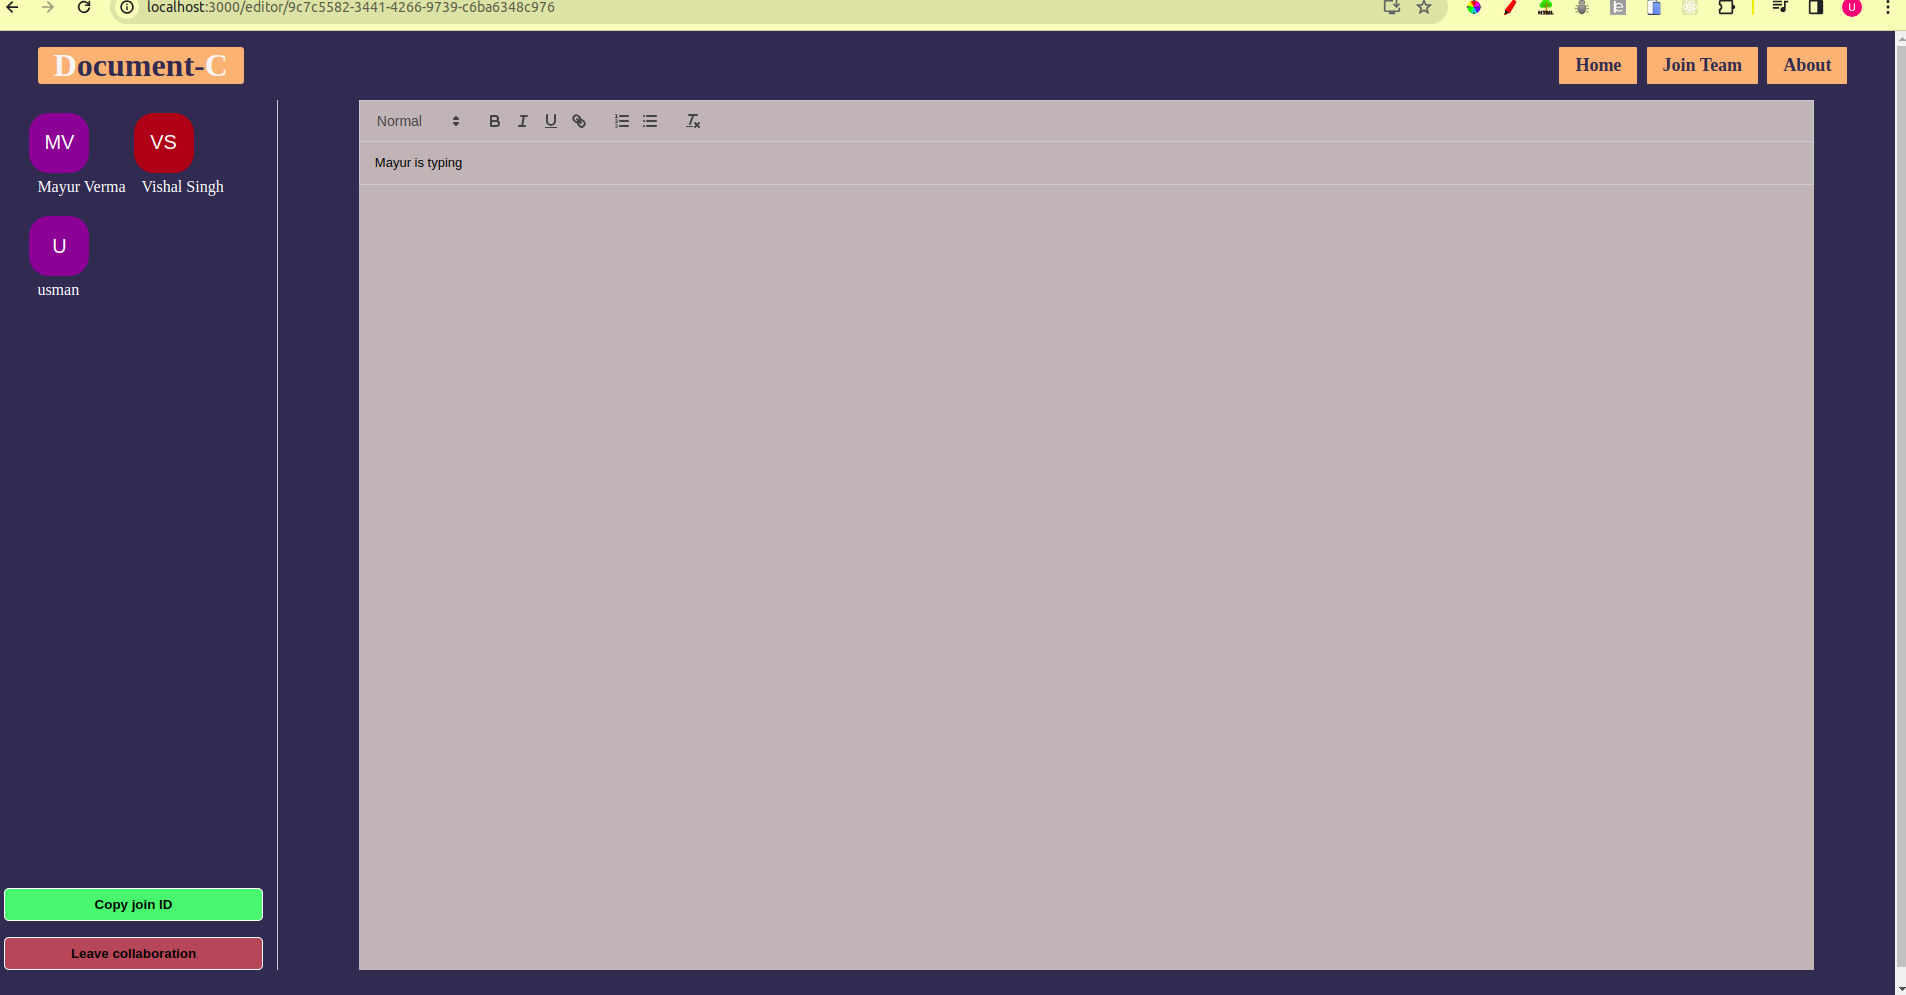 localhost:3000/editor/9c7c5582-3441-4266-9739-c6ba6348c976
U
Document-C
Home
Join Team
About
MV
VS
Mayur Verma
Vishal Singh
U
usman
Normal
Mayur is typing
Copy join ID
Leave collaboration